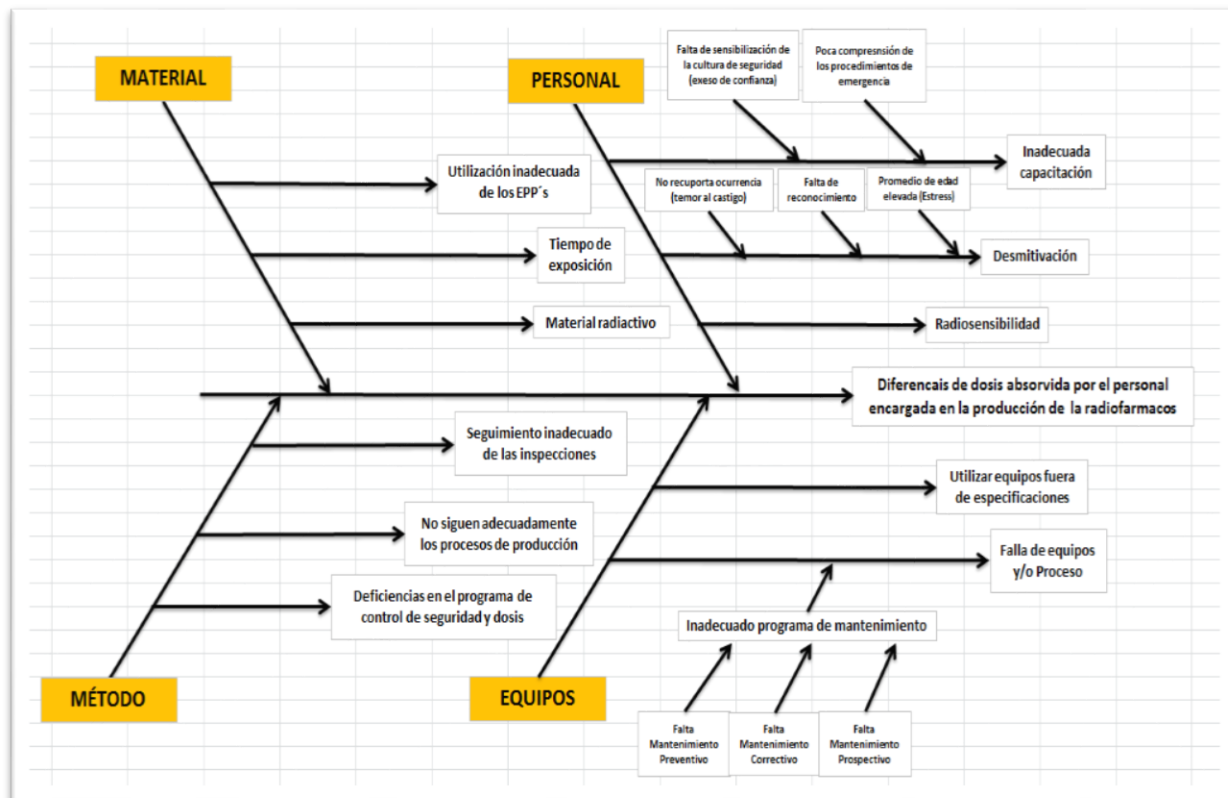 MATERIAL
PERSONAL
Falta de sensibilización de
la cultura de seguridad
(exeso de confianza)
Poca compresnsión de
los procedimientos de
emergencia
Inadecuada
capacitación
Utilización inadecuada
de los EPP´s
No recuporta ocurrencia
(temor al castigo)
Falta de
reconocimiento
Promedio de edad
elevada (Estress)
Tiempo de
exposición
Desmitivación
Material radiactivo
Radiosensibilidad
Diferencais de dosis absorvida por el personal
encargada en la producción de la radiofarmacos
Seguimiento inadecuado
de las inspecciones
Utilizar equipos fuera
de especificaciones
No siguen adecuadamente
los procesos de producción
Falla de equipos
y/o Proceso
Deficiencias en el programa de
control de seguridad y dosis
Inadecuado programa de mantenimiento
MÉTODO
EQUIPOS
Falta
Mantenimiento
Preventivo
Falta
Mantenimiento
Correctivo
Falta
Mantenimiento
Prospectivo